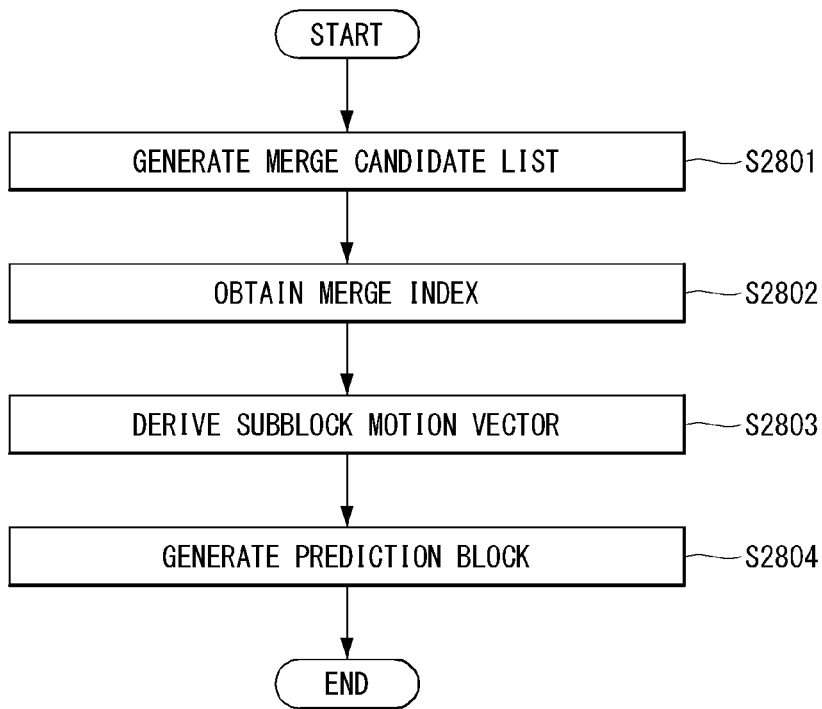 START
GENERATE MERGE CANDIDATE LIST
S2801
OBTAIN MERGE INDEX
S2802
DERIVE SUBBLOCK MOTION VECTOR
S2803
GENERATE PREDICTION BLOCK
S2804
END